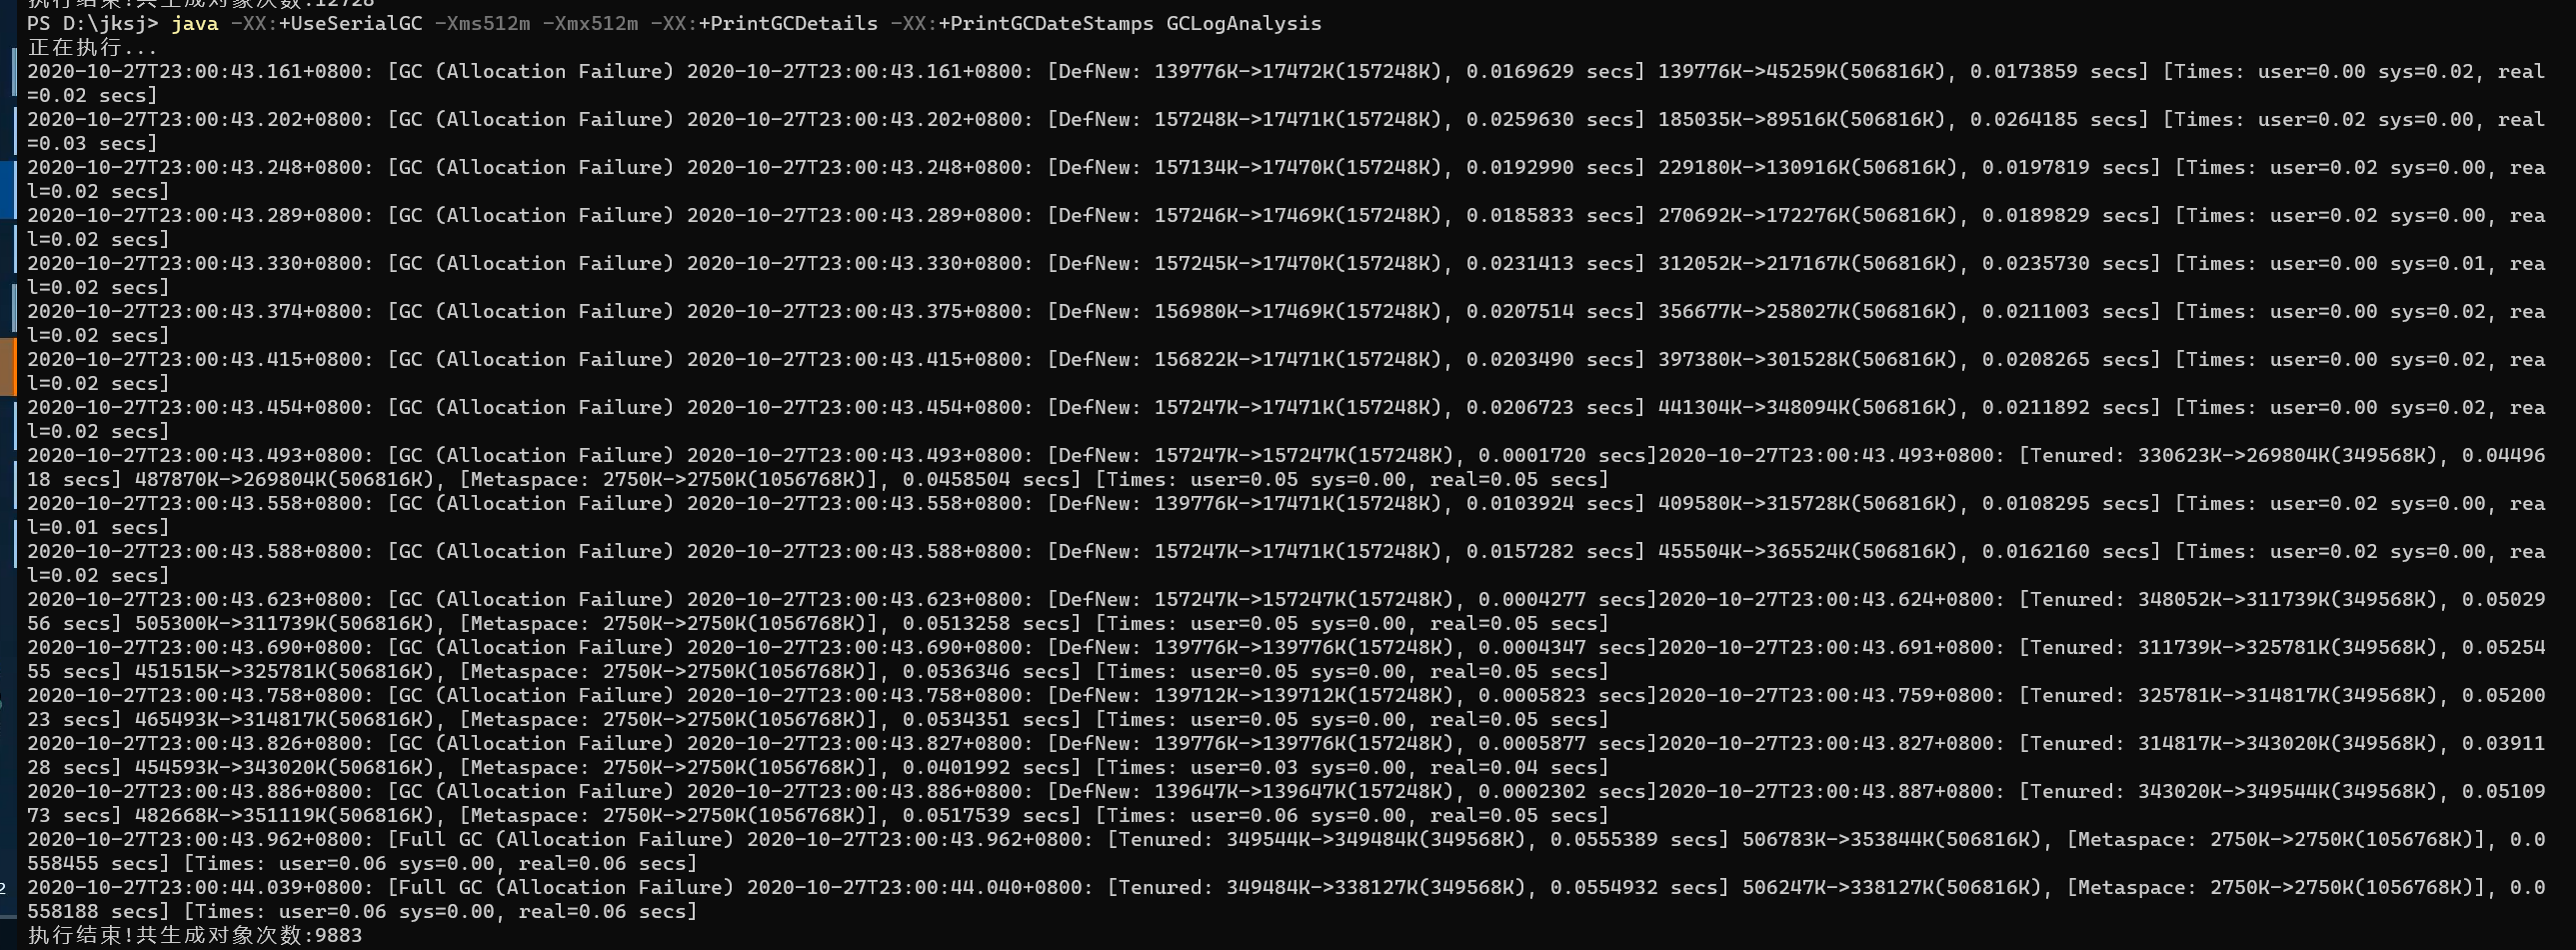 执行结束!共生成对象次数:12728
PS D:\jksj> java -XX:+UseSerialGC -Xms512m -Xmx512m -XX:+PrintGCDetails -XX:+PrintGCDateStamps GCLogAnalysis
正在执行...
2020-10-27T23:00:43.161+0800: [GC (Allocation Failure) 2020-10-27T23:00:43.161+0800: [DefNew: 139776K->17472K(157248K), 0.0169629 secs] 139776K->45259K(506816K), 0.0173859 secs] [Times: user=0.00 sys=0.02, real
=0.02 secs]
2020-10-27T23:00:43.202+0800: [GC (Allocation Failure) 2020-10-27T23:00:43.202+0800: [DefNew: 157248K->17471K(157248K), 0.0259630 secs] 185035K->89516K(506816K), 0.0264185 secs] [Times: user=0.02 sys=0.00, real
=0.03 secs]
2020-10-27T23:00:43.248+0800: [GC (Allocation Failure) 2020-10-27T23:00:43.248+0800: [DefNew: 157134K->17470K(157248K), 0.0192990 secs] 229180K->130916K(506816K), 0.0197819 secs] [Times: user=0.02 sys=0.00, rea
l=0.02 secs]
2020-10-27T23:00:43.289+0800: [GC (Allocation Failure) 2020-10-27T23:00:43.289+0800: [DefNew: 157246K->17469K(157248K), 0.0185833 secs] 270692K->172276K(506816K), 0.0189829 secs] [Times: user=0.02 sys=0.00, rea
l=0.02 secs]
2020-10-27T23:00:43.330+0800: [GC (Allocation Failure) 2020-10-27T23:00:43.330+0800: [DefNew: 157245K->17470K(157248K), 0.0231413 secs] 312052K->217167K(506816K), 0.0235730 secs] [Times: user=0.00 sys=0.01, rea
l=0.02 secs]
2020-10-27T23:00:43.374+0800: [GC (Allocation Failure) 2020-10-27T23:00:43.375+0800: [DefNew: 156980K->17469K(157248K), 0.0207514 secs] 356677K->258027K(506816K), 0.0211003 secs] [Times: user=0.00 sys=0.02, rea
l=0.02 secs]
2020-10-27T23:00:43.415+0800: [GC (Allocation Failure) 2020-10-27T23:00:43.415+0800: [DefNew: 156822K->17471K(157248K), 0.0203490 secs] 397380K->301528K(506816K), 0.0208265 secs] [Times: user=0.00 sys=0.02, rea
l=0.02 secs]
2020-10-27T23:00:43.454+0800: [GC (Allocation Failure) 2020-10-27T23:00:43.454+0800: [DefNew: 157247K->17471K(157248K), 0.0206723 secs] 441304K->348094K(506816K), 0.0211892 secs] [Times: user=0.00 sys=0.02, rea
l=0.02 secs]
2020-10-27T23:00:43.493+0800: [GC (Allocation Failure) 2020-10-27T23:00:43.493+0800: [DefNew: 157247K->157247K(157248K), 0.0001720 secs]2020-10-27T23:00:43.493+0800: [Tenured: 330623K->269804K(349568K), 0.04496
18 secs] 487870K->269804K(506816K), [Metaspace: 2750K->2750K(1056768K)], 0.0458504 secs] [Times: user=0.05 sys=0.00, real=0.05 secs]
2020-10-27T23:00:43.558+0800: [GC (Allocation Failure) 2020-10-27T23:00:43.558+0800: [DefNew: 139776K->17471K(157248K), 0.0103924 secs] 409580K->315728K(506816K), 0.0108295 secs] [Times: user=0.02 sys=0.00, rea
l=0.01 secs]
2020-10-27T23:00:43.588+0800: [GC (Allocation Failure) 2020-10-27T23:00:43.588+0800: [DefNew: 157247K->17471K(157248K), 0.0157282 secs] 455504K->365524K(506816K), 0.0162160 secs] [Times: user=0.02 sys=0.00, rea
l=0.02 secs]
2020-10-27T23:00:43.623+0800: [GC (Allocation Failure) 2020-10-27T23:00:43.623+0800: [DefNew: 157247K->157247K(157248K), 0.0004277 secs]2020-10-27T23:00:43.624+0800: [Tenured: 348052K->311739K(349568K), 0.05029
56 secs] 505300K->311739K(506816K), [Metaspace: 2750K->2750K(1056768K)], 0.0513258 secs] [Times: user=0.05 sys=0.00, real=0.05 secs]
2020-10-27T23:00:43.690+0800: [GC (Allocation Failure) 2020-10-27T23:00:43.690+0800: [DefNew: 139776K->139776K(157248K), 0.0004347 secs]2020-10-27T23:00:43.691+0800: [Tenured: 311739K->325781K(349568K), 0.05254
55 secs] 451515K->325781K(506816K), [Metaspace: 2750K->2750K(1056768K)], 0.0536346 secs] [Times: user=0.05 sys=0.00, real=0.05 secs]
2020-10-27T23:00:43.758+0800: [GC (Allocation Failure) 2020-10-27T23:00:43.758+0800: [DefNew: 139712K->139712K(157248K), 0.0005823 secs]2020-10-27T23:00:43.759+0800: [Tenured: 325781K->314817K(349568K), 0.05200
23 secs] 465493K->314817K(506816K), [Metaspace: 2750K->2750K(1056768K)], 0.0534351 secs] [Times: user=0.05 sys=0.00, real=0.05 secs]
2020-10-27T23:00:43.826+0800: [GC (Allocation Failure) 2020-10-27T23:00:43.827+0800: [DefNew: 139776K->139776K(157248K), 0.0005877 secs]2020-10-27T23:00:43.827+0800: [Tenured: 314817K->343020K(349568K), 0.03911
28 secs] 454593K->343020K(506816K), [Metaspace: 2750K->2750K(1056768K)], 0.0401992 secs] [Times: user=0.03 sys=0.00, real=0.04 secs]
2020-10-27T23:00:43.886+0800: [GC (Allocation Failure) 2020-10-27T23:00:43.886+0800: [DefNew: 139647K->139647K(157248K), 0.0002302 secs]2020-10-27T23:00:43.887+0800: [Tenured: 343020K->349544K(349568K), 0.05109
73 secs] 482668K->351119K(506816K), [Metaspace: 2750K->2750K(1056768K)], 0.0517539 secs] [Times: user=0.06 sys=0.00, real=0.05 secs]
2020-10-27T23:00:43.962+0800: [Full GC (Allocation Failure) 2020-10-27T23:00:43.962+0800: [Tenured: 349544K->349484K(349568K), 0.0555389 secs] 506783K->353844K(506816K), [Metaspace: 2750K->2750K(1056768K)], 0.0
558455 secs] [Times: user=0.06 sys=0.00, real=0.06 secs]
2020-10-27T23:00:44.039+0800: [Full GC (Allocation Failure) 2020-10-27T23:00:44.040+0800: [Tenured: 349484K->338127K(349568K), 0.0554932 secs] 506247K->338127K(506816K), [Metaspace: 2750K->2750K(1056768K)], 0.0
558188 secs] [Times: user=0.06 sys=0.00, real=0.06 secs]
执行结束!共生成对象次数:9883